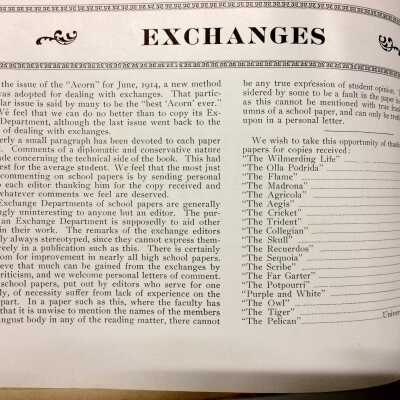 EXCHANGES
the issue of the "Acorn" for June, 1914, a new method
was adopted for dealing with exchanges. That partic-
lar issue is said by many to be the "best 'Acorn' ever."
We feel that we can do no better than to copy its Ex-
Department, although the last issue went back to the
of dealing with exchanges.
erly a small paragraph has been devoted to each paper
. Comments of a diplomatic and conservative nature
de concerning the technical side of the book. This had
est for the average student. We feel that the most just
commenting on school papers is by sending personal
o each editor thanking him for the copy received and
whatever comments we feel are deserved.
Exchange Departments of school papers are generally
ngly uninteresting to anyone but an editor. The pur-
an Exchange Department is supposedly to aid other
in their work. The remarks of the exchange editors
ly always stereotyped, since they cannot express them-
reely in a publication such as this. There is certainly
oom for improvement in nearly all high school papers.
eve that much can be gained from the exchanges by
riticism, and we welcome personal letters of comment.
school papers, put out by editors who serve for one
ly, of necessity suffer from lack of experience on the
part. In a paper such as this, where the faculty has
that it is unwise to mention the names of the members
august body in any of the reading matter, there cannot
be any true expression of student opinion.
sidered by some to be a fault in the paper
as this cannot be mentioned with true
umns of a school paper, and can only be
upon in a personal letter.
We wish to take this opportunity of
papers for copies received:
"The Wilmerding Life"
"The Olla Podrida"
"The Flame"
"The Madrona"
"The Agricola"
"The Aegis"
"The Cricket"
"The Trident"
"The Collegian"
"The Skull"
"The Recuerdos"
"The Sequoia"
"The Scribe"
"The Far Garter"
"The Potpourri"
"Purple and White"
"The Owl"
"The Tiger"
"The Pelican" Univer